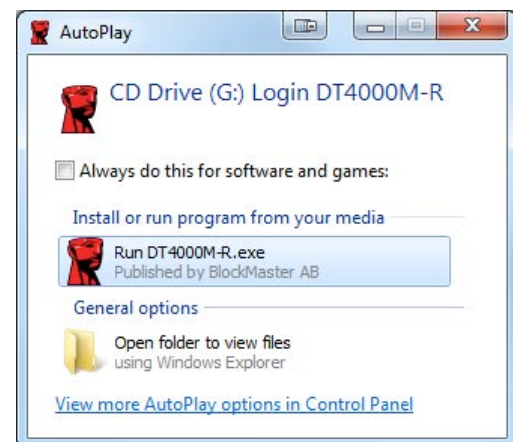 AutoPlay
CD Drive (G:) Login DT4000M-R
Always do this for software and games:
Install or run program from your media
Run DT4000M-R.exe
Published by BlockMaster AB
General options
Open folder to view files
using Windows Explorer
View more AutoPlay options in Control Panel